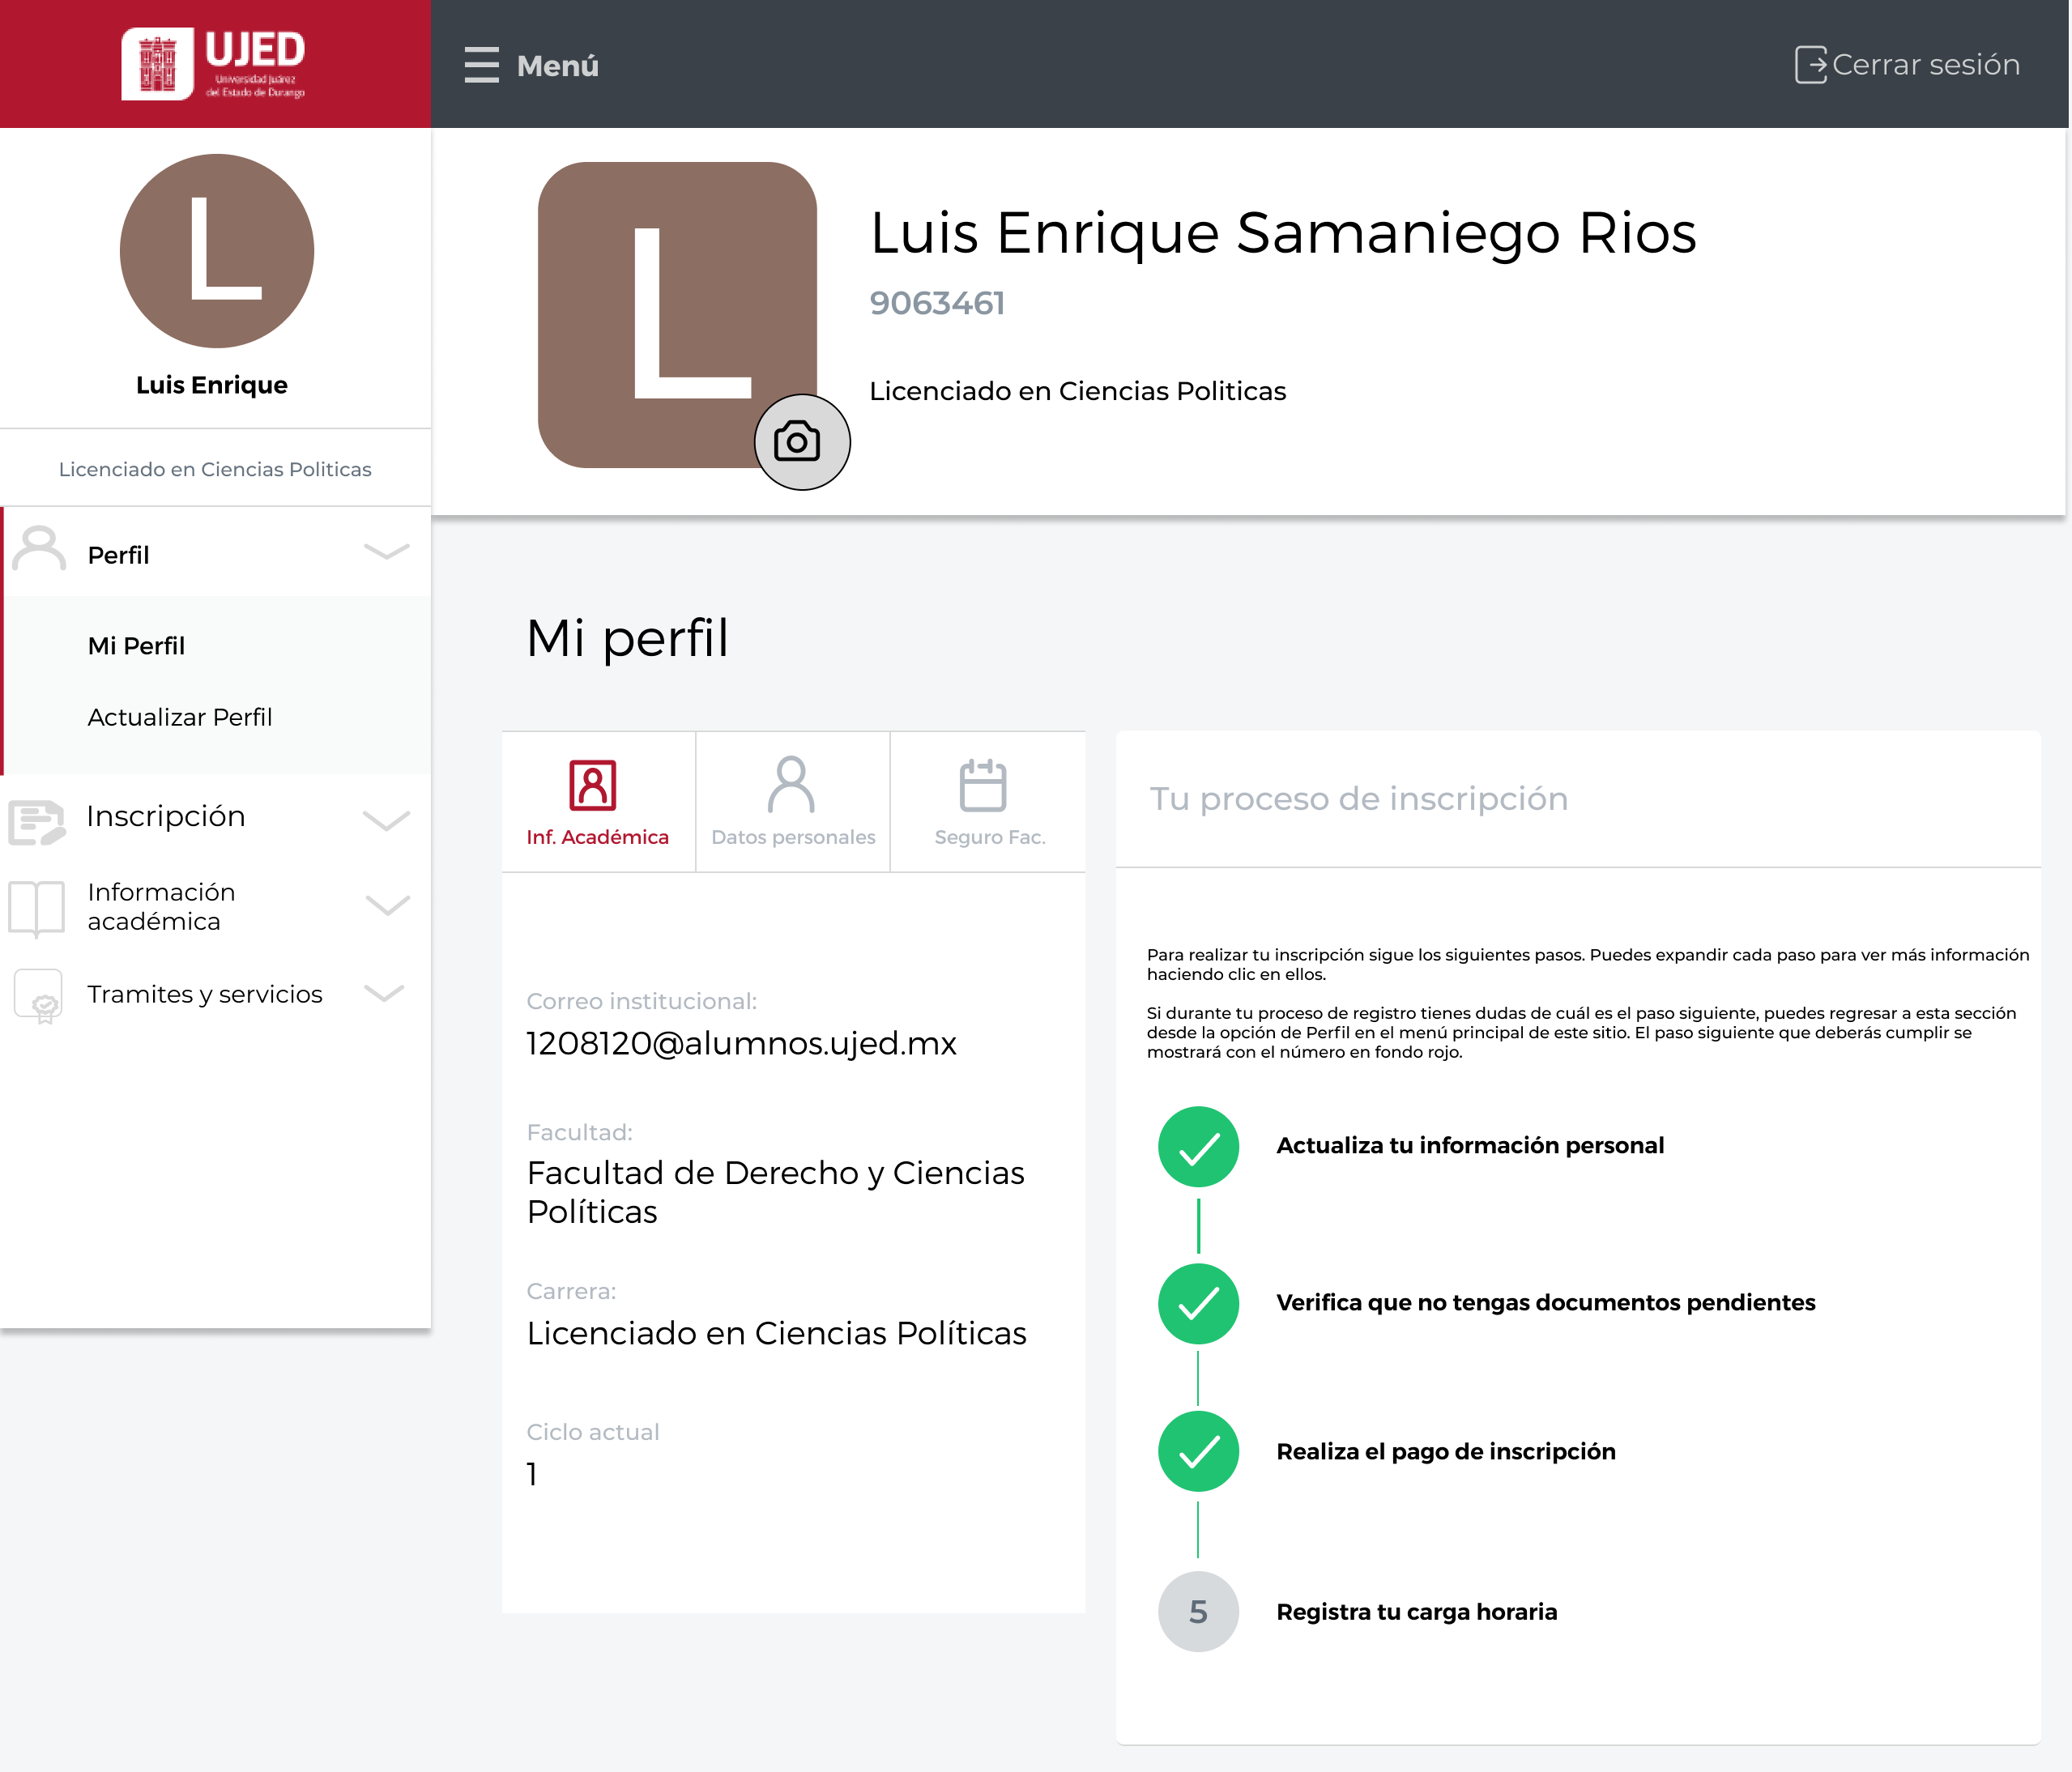 UJED
Universidad Juárez
del Estado de Durango
Menú
Cerrar sesión
L
Luis Enrique
Licenciado en Ciencias Politicas
Perfil
Mi Perfil
Actualizar Perfil
Inscripción
Información
académica
Tramites y servicios
L
Luis Enrique Samaniego Rios
9063461
Licenciado en Ciencias Politicas
Mi perfil
Inf. Académica
Datos personales
Seguro Fac.
Correo institucional:
1208120@alumnos.ujed.mx
Facultad:
Facultad de Derecho y Ciencias
Políticas
Carrera:
Licenciado en Ciencias Políticas
Ciclo actual
1
Tu proceso de inscripción
Para realizar tu inscripción sigue los siguientes pasos. Puedes expandir cada paso para ver más información
haciendo clic en ellos.
Si durante tu proceso de registro tienes dudas de cuál es el paso siguiente, puedes regresar a esta sección
desde la opción de Perfil en el menú principal de este sitio. El paso siguiente que deberás cumplir se
mostrará con el número en fondo rojo.
Actualiza tu información personal
Verifica que no tengas documentos pendientes
Realiza el pago de inscripción
5
Registra tu carga horaria